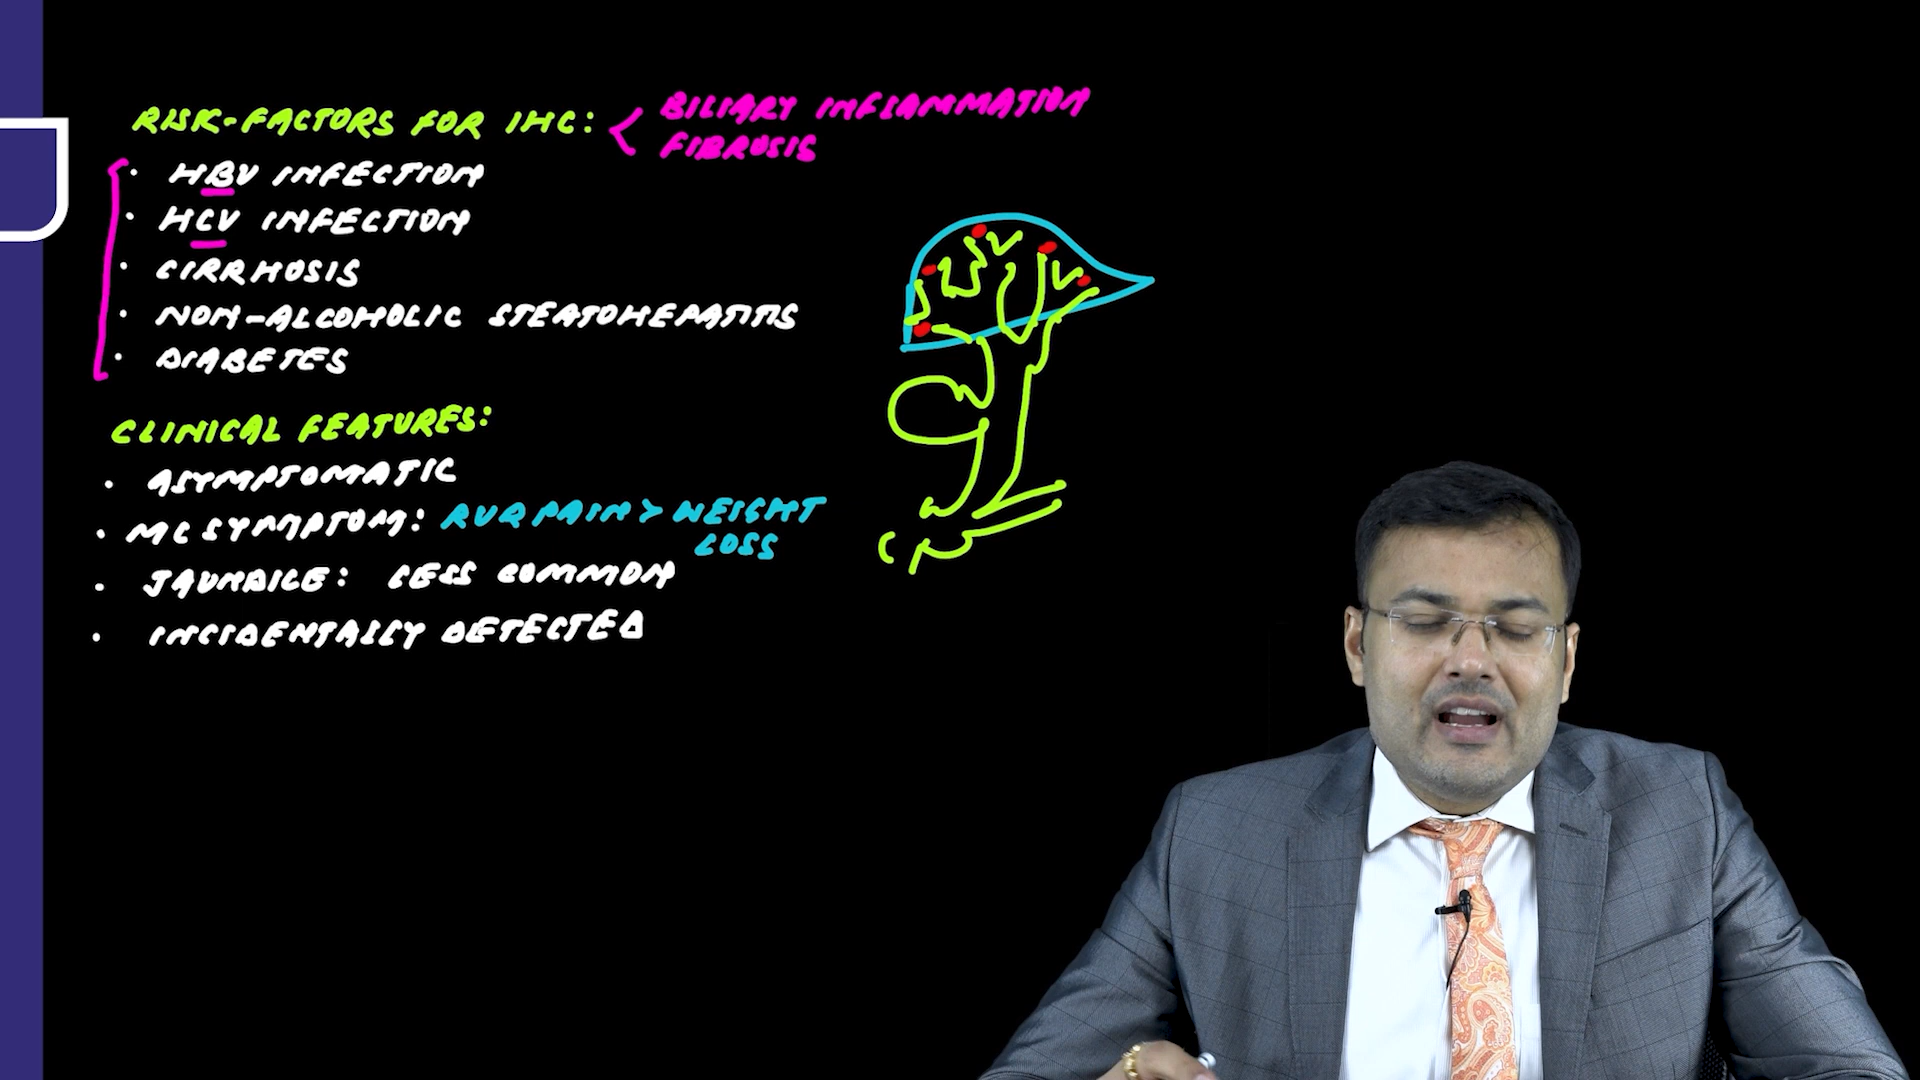 RISK-FACTORS FOR IHC: < BILIARY INFLAMMATION
FIBROSIS
• HBV INFECTION
• HCV INFECTION
• CIRRHOSIS
• NON-ALCOHOLIC STEATOHEPATITIS
• DIABETES
CLINICAL FEATURES:
• ASYMPTOMATIC
• MC SYMPTOM: RUQ PAIN > WEIGHT
LOSS
• JAUNDICE: LESS COMMON
• INCIDENTALLY DETECTED